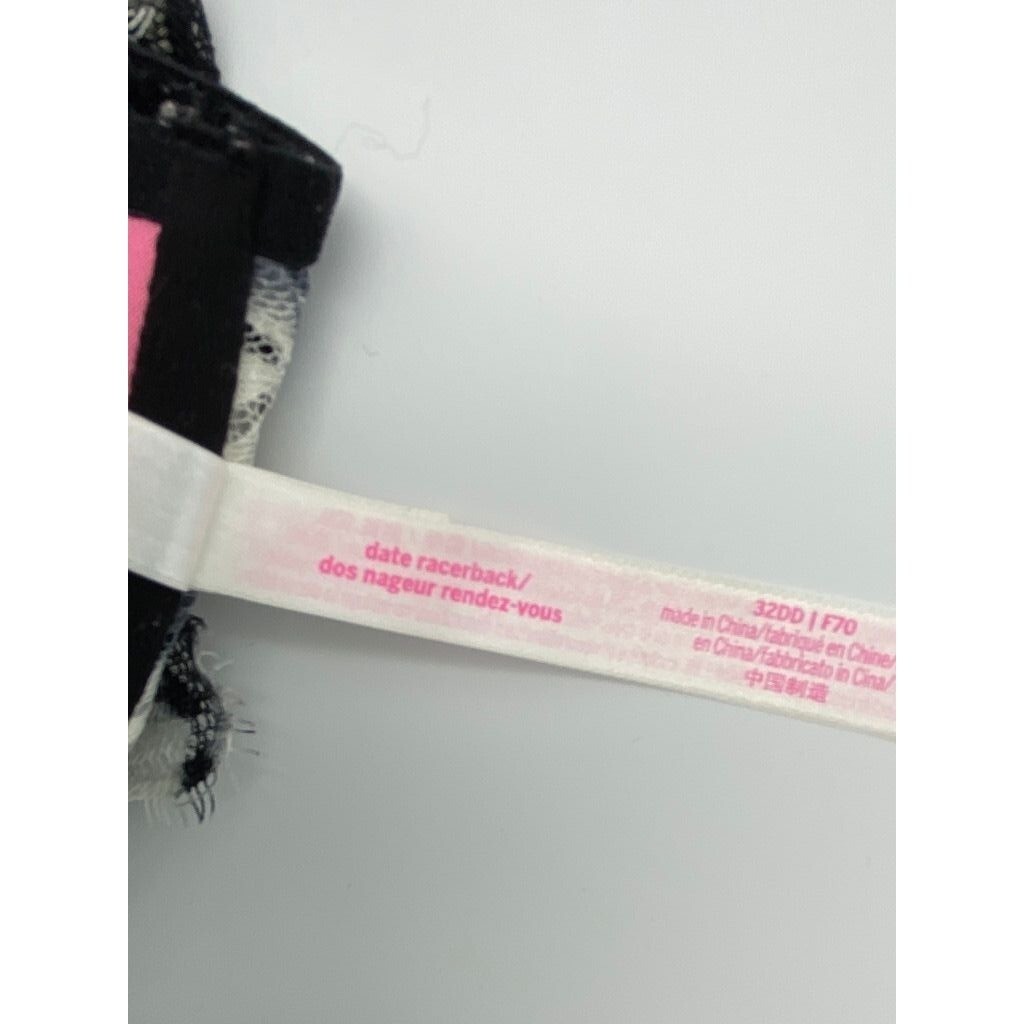 date racerback/
dos nageur rendez-vous
32DD | F70
made in China/fabriqué en Chine/
en China/fabbricato in Cina/
中国制造